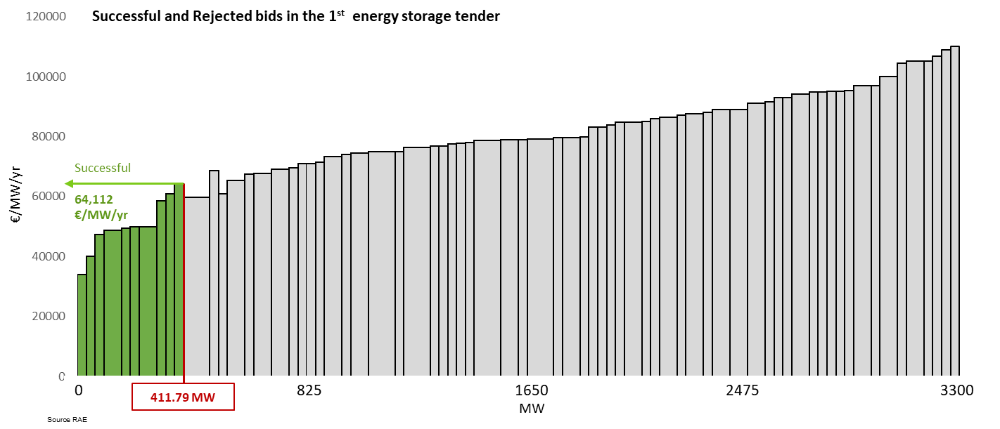 Successful and Rejected bids in the 1st energy storage tender
120000
100000
80000
60000
40000
20000
0
€/MW/yr
Successful
64,112
€/MW/yr
0
825
1650
2475
3300
411.79 MW
MW
Source RAE